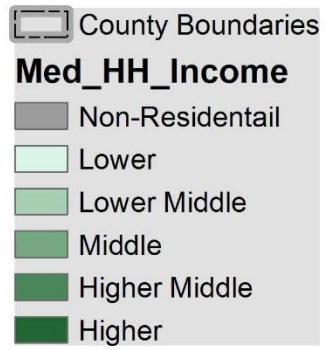 County Boundaries
Med_HH_Income
Non-Residentail
Lower
Lower Middle
Middle
Higher Middle
Higher